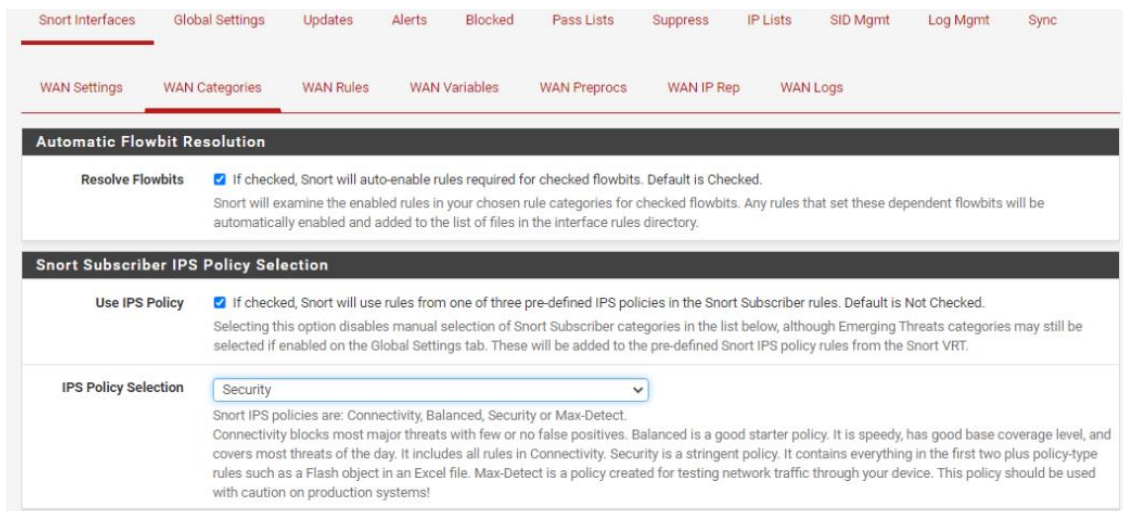 Snort Interfaces Global Settings Updates Alerts Blocked Pass Lists Suppress IP Lists SID Mgmt Log Mgmt Sync
WAN Settings WAN Categories WAN Rules WAN Variables WAN Preprocs WAN IP Rep WAN Logs
Automatic Flowbit Resolution
Resolve Flowbits If checked, Snort will auto-enable rules required for checked flowbits. Default is Checked.
Snort will examine the enabled rules in your chosen rule categories for checked flowbits. Any rules that set these dependent flowbits will be
automatically enabled and added to the list of files in the interface rules directory.
Snort Subscriber IPS Policy Selection
Use IPS Policy If checked, Snort will use rules from one of three pre-defined IPS policies in the Snort Subscriber rules. Default is Not Checked.
Selecting this option disables manual selection of Snort Subscriber categories in the list below, although Emerging Threats categories may still be
selected if enabled on the Global Settings tab. These will be added to the pre-defined Snort IPS policy rules from the Snort VRT.
IPS Policy Selection Security
Snort IPS policies are: Connectivity, Balanced, Security or Max-Detect.
Connectivity blocks most major threats with few or no false positives. Balanced is a good starter policy. It is speedy, has good base coverage level, and
covers most threats of the day. It includes all rules in Connectivity. Security is a stringent policy. It contains everything in the first two plus policy-type
rules such as a Flash object in an Excel file. Max-Detect is a policy created for testing network traffic through your device. This policy should be used
with caution on production systems!